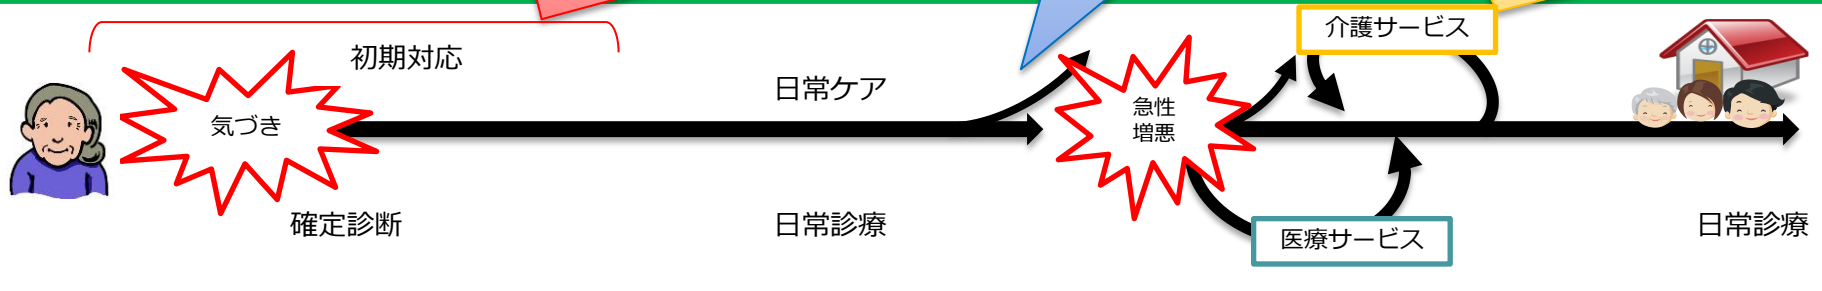 初期対応
気づき
確定診断
日常ケア
日常診療
急性
増悪
介護サービス
医療サービス
日常診療